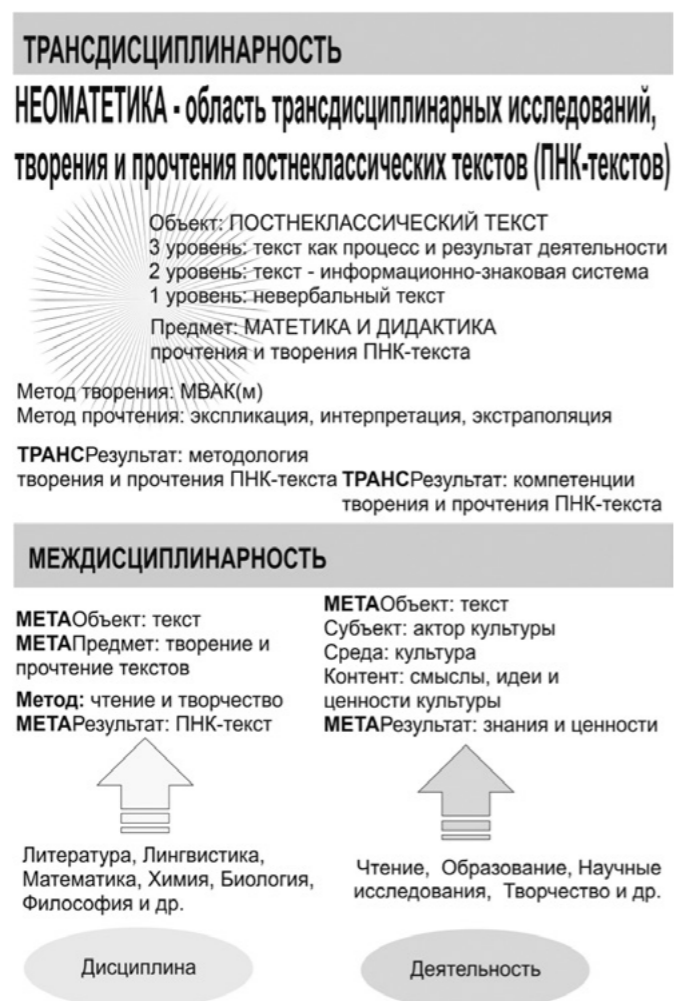 ТРАНСДИСЦИПЛИНАРНОСТЬ
НЕОМАТЕТИКА - область трансдисциплинарных исследований,
творения и прочтения постнеклассических текстов (ПНК-текстов)
Объект: ПОСТНЕКЛАССИЧЕСКИЙ ТЕКСТ
3 уровень: текст как процесс и результат деятельности
2 уровень: текст - информационно-знаковая система
1 уровень: невербальный текст
Предмет: МАТЕТИКА И ДИДАКТИКА
прочтения и творения ПНК-текста
Метод творения: МВАК(м)
Метод прочтения: экспликация, интерпретация, экстраполяция
ТРАНСРезультат: методология
творения и прочтения ПНК-текста
ТРАНСРезультат: компетенции
творения и прочтения ПНК-текста
МЕЖДИСЦИПЛИНАРНОСТЬ
МЕТАОбъект: текст
МЕТАПредмет: творение и
прочтение текстов
Метод: чтение и творчество
МЕТАРезультат: ПНК-текст
МЕТАОбъект: текст
Субъект: актор культуры
Среда: культура
Контент: смыслы, идеи и
ценности культуры
МЕТАРезультат: знания и ценности
Литература, Лингвистика,
Математика, Химия, Биология,
Философия и др.
Чтение, Образование, Научные
исследования, Творчество и др.
Дисциплина
Деятельность